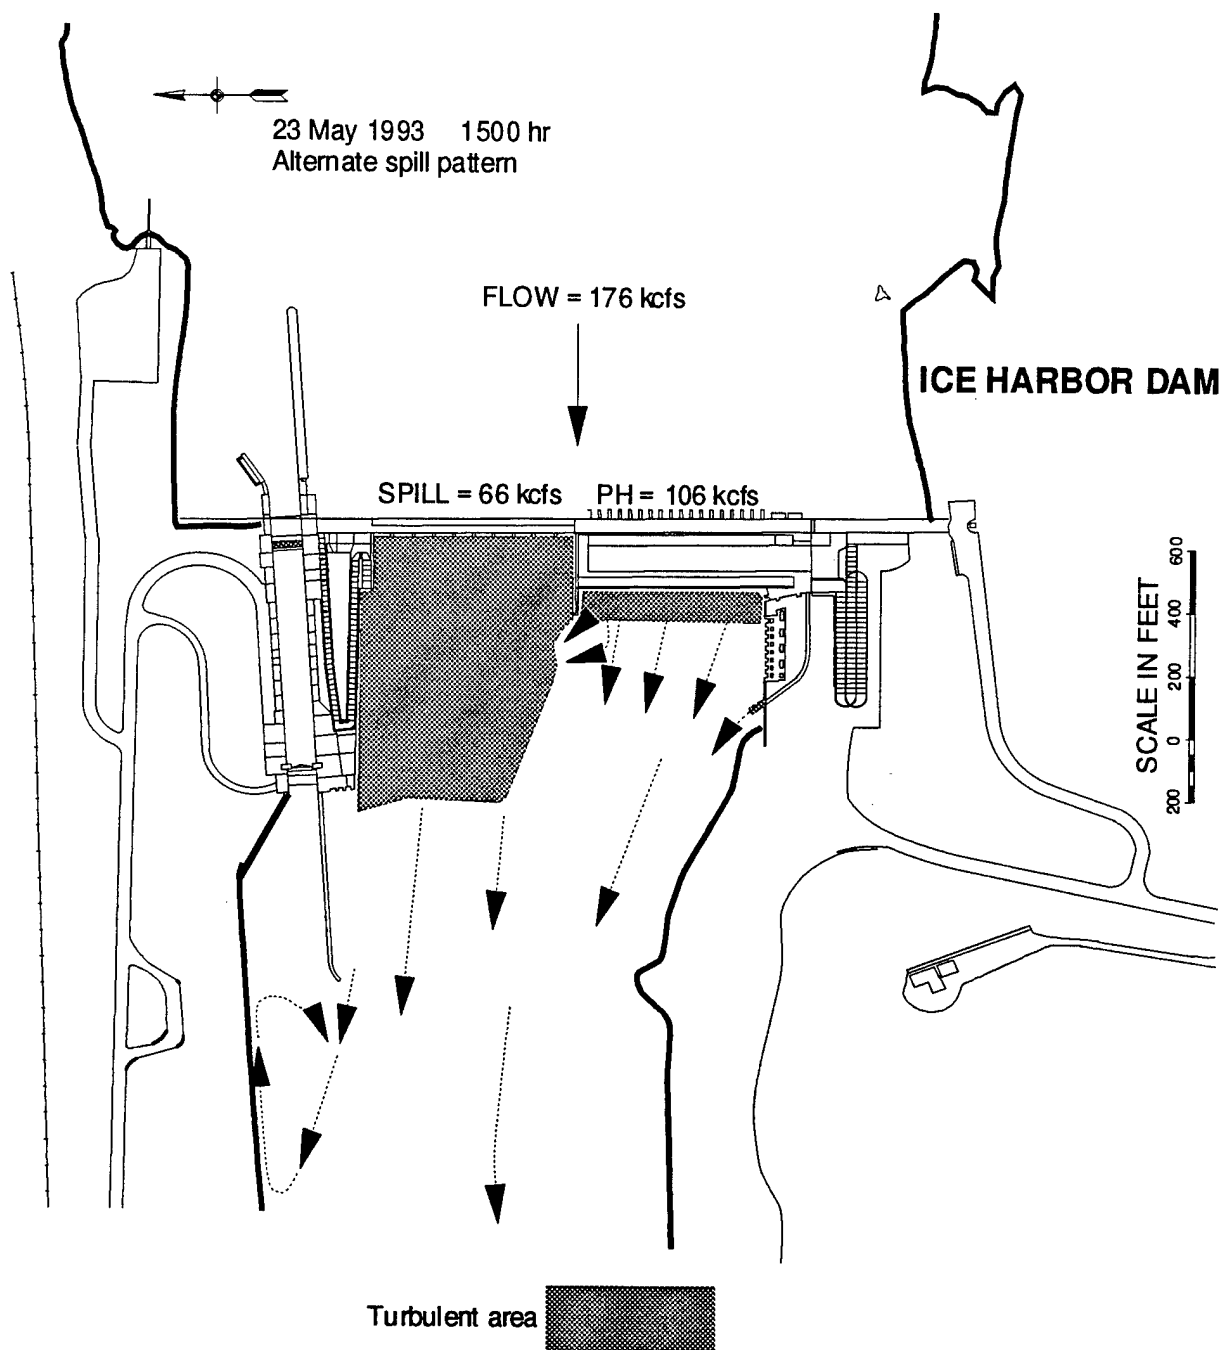 23 May 1993 1500 hr
Alternate spill pattern
FLOW = 176 kcfs
ICE HARBOR DAM
SPILL = 66 kcfs PH = 106 kcfs
SCALE IN FEET
600
400
200
0
200
Turbulent area